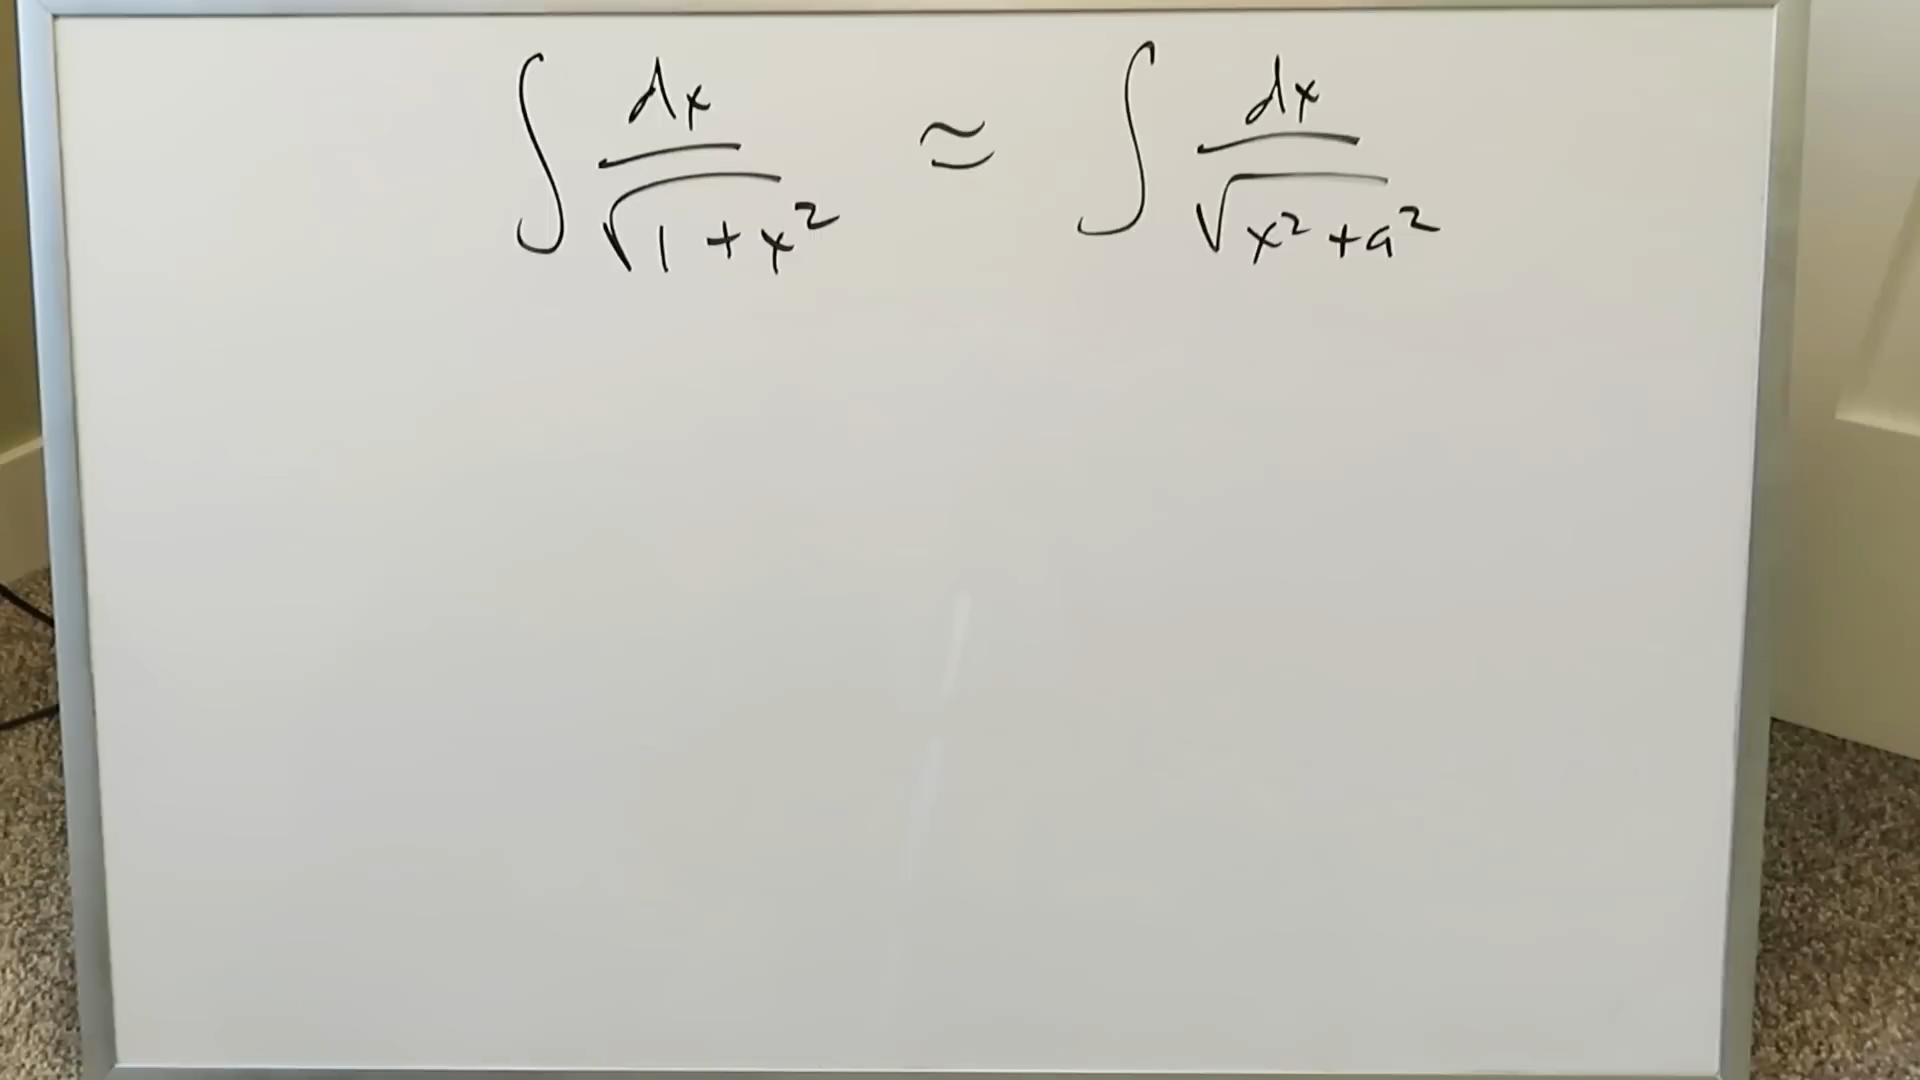 ∫ dx / √(1 + x²) ≈ ∫ dx / √(x² + a²)